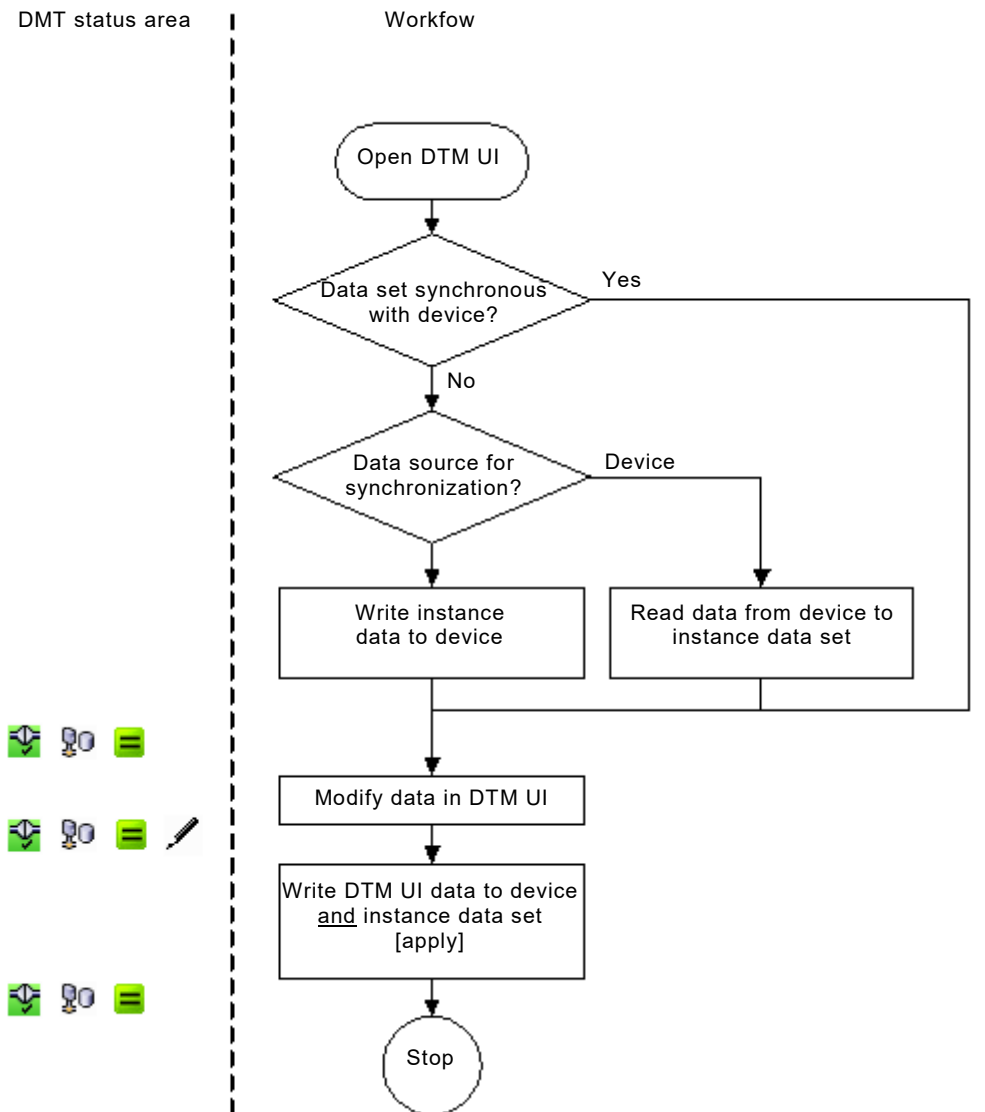 DMT status area
Workfow
Open DTM UI
Data set synchronous
with device?
Yes
No
Data source for
synchronization?
Device
Write instance
data to device
Read data from device to
instance data set
Modify data in DTM UI
Write DTM UI data to device
and instance data set
[apply]
Stop